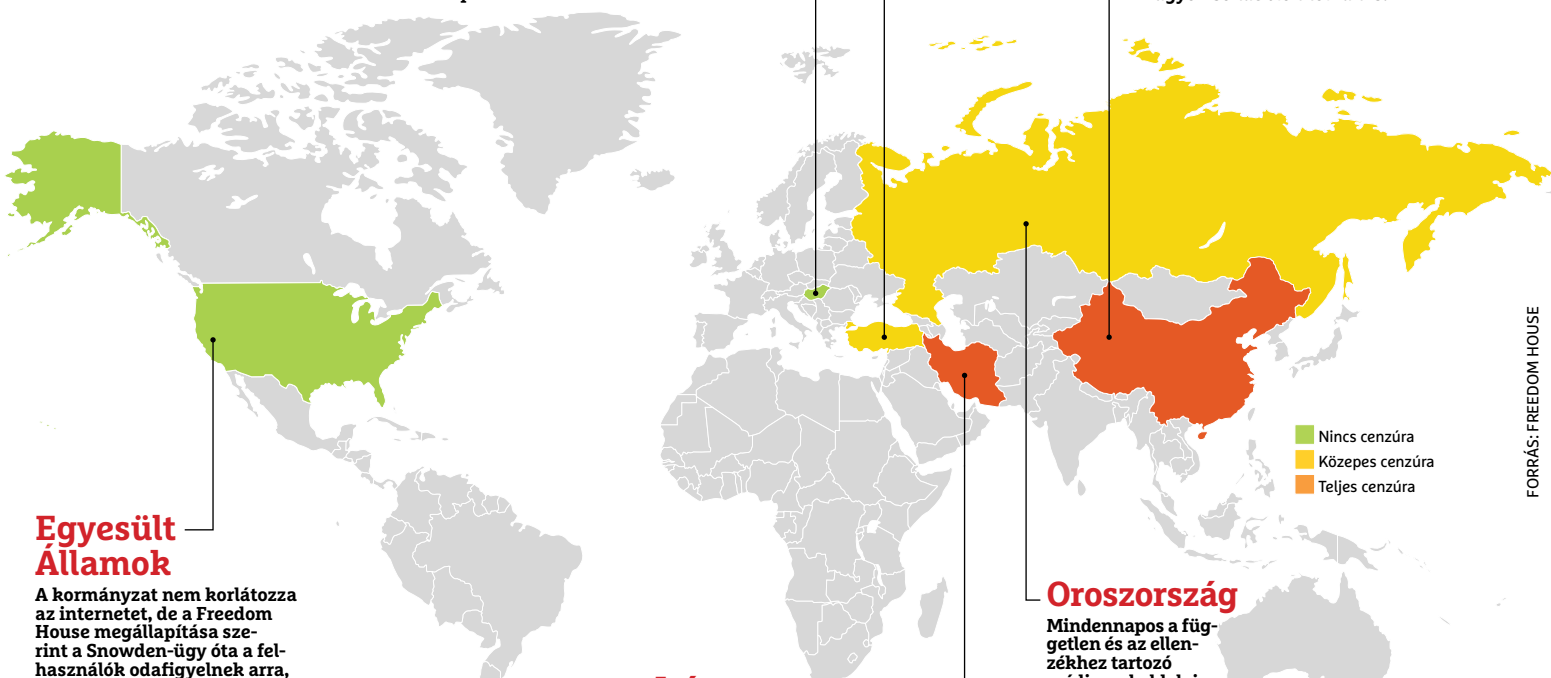 Egyesült
Államok
A kormányzat nem korlátozza
az internetet, de a Freedom
House megállapítása sze-
rint a Snowden-ügy óta a fel-
használók odafigyelnek arra,
Oroszország
Mindennapos a füg-
getlen és az ellen-
zékhez tartozó
Nincs cenzúra
Közepes cenzúra
Teljes cenzúra
FORRÁS: FREEDOM HOUSE